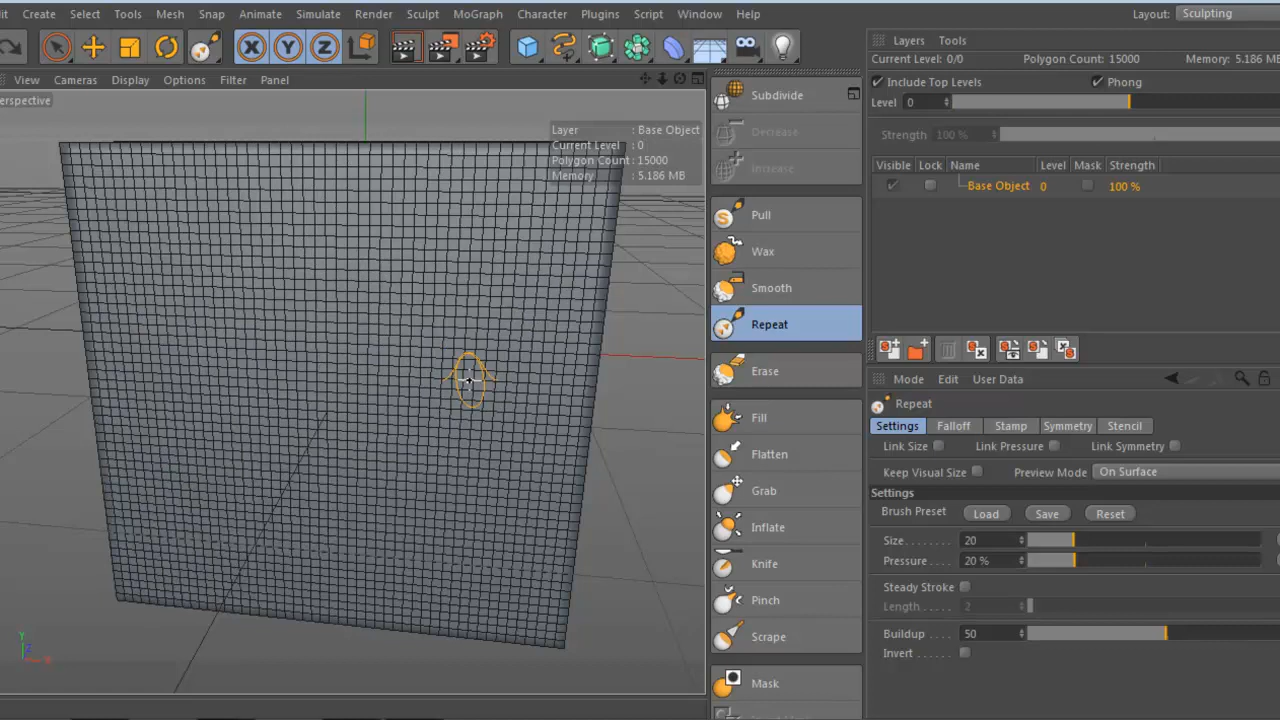 it Create Select Tools Mesh Snap Animate Simulate Render Sculpt MoGraph Character Plugins Script Window Help Layout: Sculpting
X Y Z
View Cameras Display Options Filter Panel
erspective
Layer : Base Object
Current Level : 0
Polygon Count : 15000
Memory : 5.186 MB
Y
Z
Subdivide
Decrease
Increase
Pull
Wax
Smooth
Repeat
Erase
Fill
Flatten
Grab
Inflate
Knife
Pinch
Scrape
Mask
Layers Tools
Current Level: 0/0 Polygon Count: 15000 Memory: 5.186 MB
Include Top Levels Phong
Level 0
Strength 100 %
Visible Lock Name Level Mask Strength
Base Object 0 100 %
Mode Edit User Data
Repeat
Settings Falloff Stamp Symmetry Stencil
Link Size Link Pressure Link Symmetry
Keep Visual Size Preview Mode On Surface
Settings
Brush Preset Load Save Reset
Size . . . . . . . 20
Pressure . . . . 20 %
Steady Stroke
Length . . . . . 2
Buildup . . . . 50
Invert . . . . . .